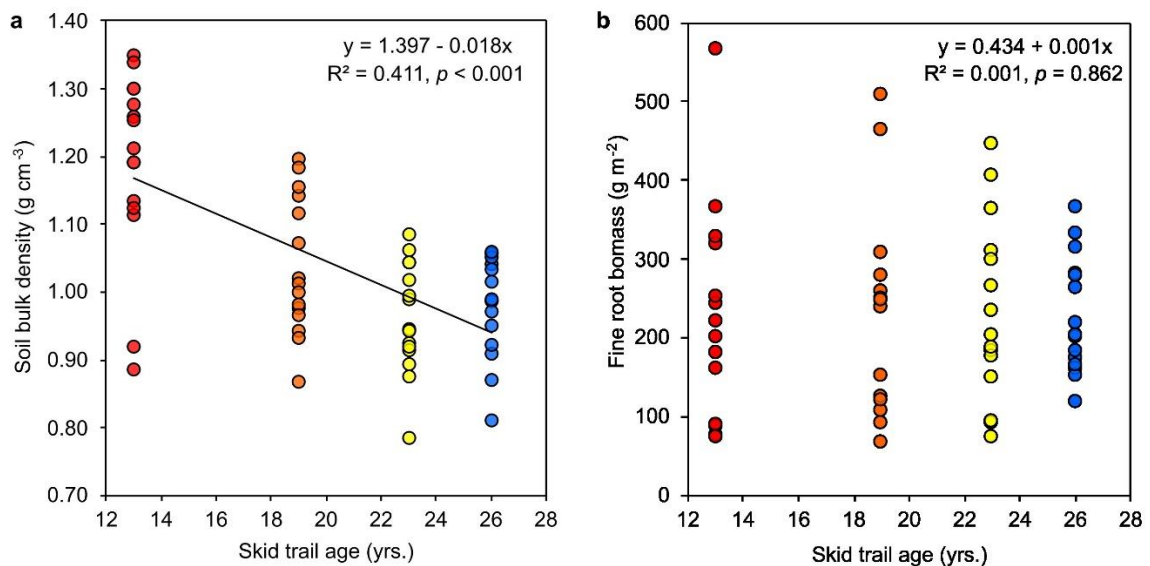 a
y = 1.397 - 0.018x
R² = 0.411, p < 0.001
Soil bulk density (g cm⁻³)
1.40
1.30
1.20
1.10
1.00
0.90
0.80
0.70
12 14 16 18 20 22 24 26 28
Skid trail age (yrs.)
b
y = 0.434 + 0.001x
R² = 0.001, p = 0.862
Fine root bomass (g m⁻²)
600
500
400
300
200
100
0
12 14 16 18 20 22 24 26 28
Skid trail age (yrs.)